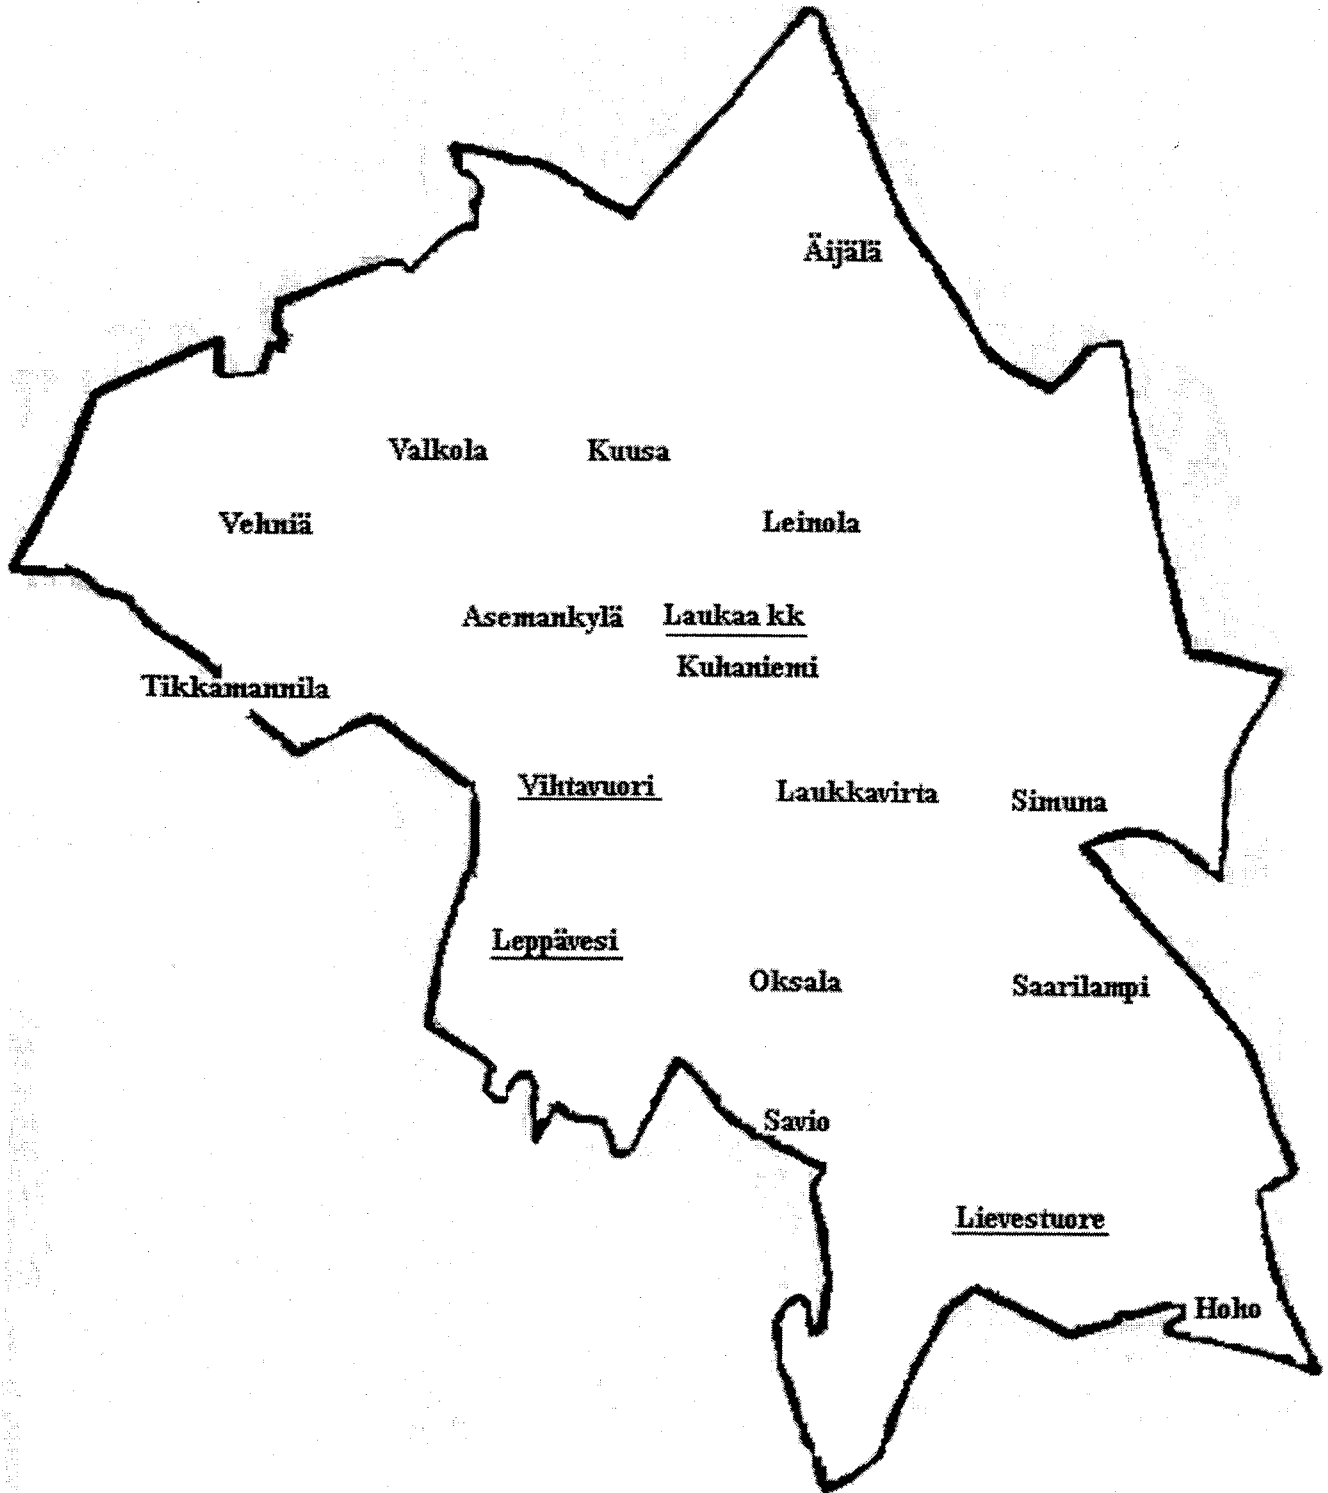 Äijälä
Valkola
Kuusa
Vehniä
Leinola
Asemankylä
Laukaa kk
Kuhaniemi
Tikkamannila
Vihtavuori
Laukkavirta
Simuna
Leppävesi
Oksala
Saarilampi
Savio
Lievestuore
Hoho